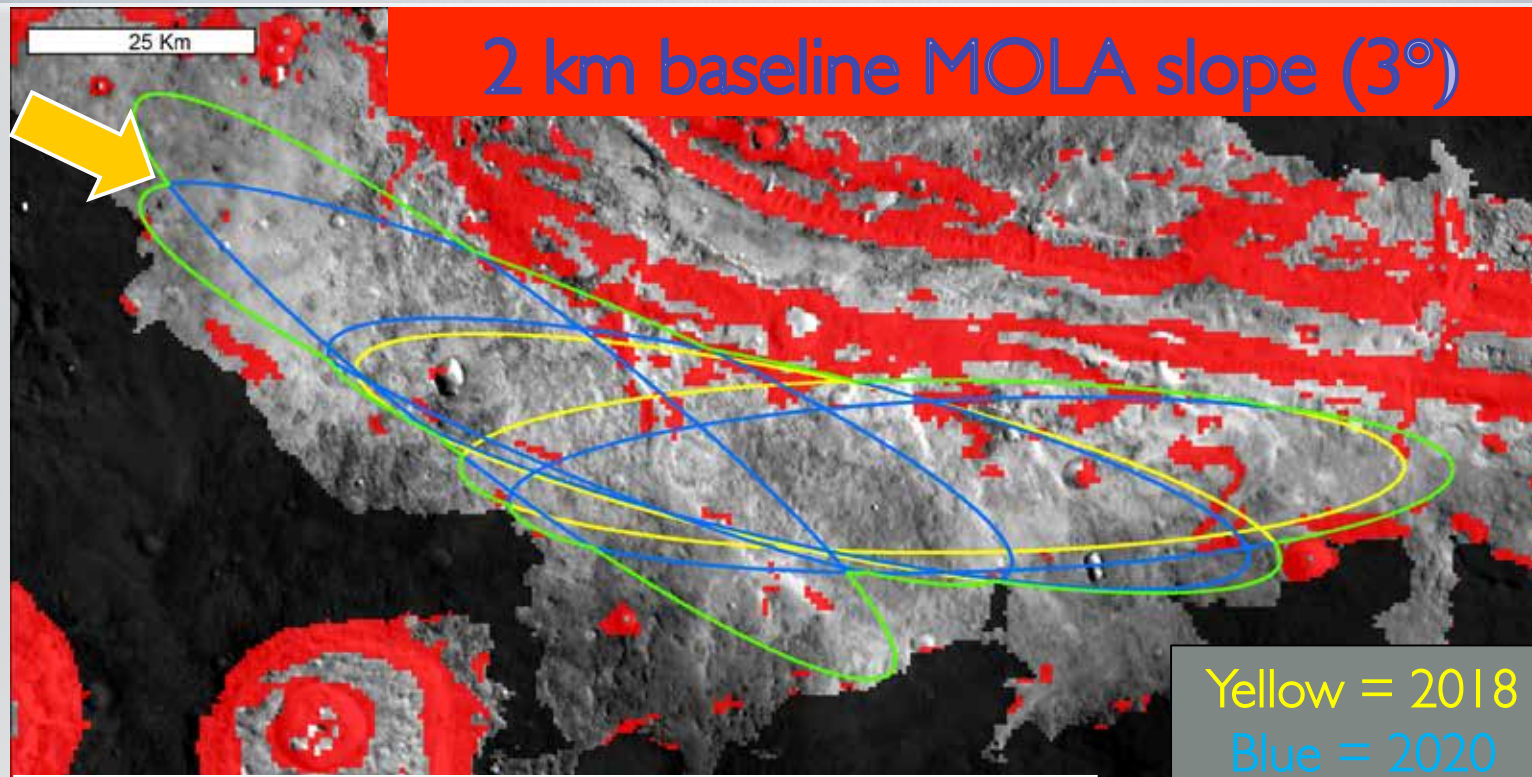 25 Km
2 km baseline MOLA slope (3°)
Yellow = 2018
Blue = 2020